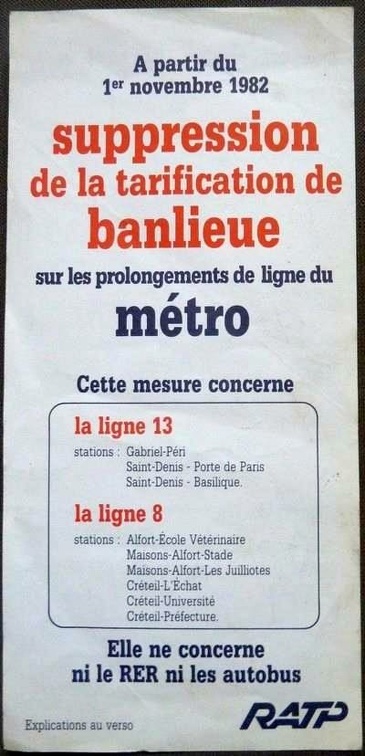 A partir du
1er novembre 1982
suppression
de la tarification de
banlieue
sur les prolongements de ligne du
métro
Cette mesure concerne
la ligne 13
stations : Gabriel-Péri
Saint-Denis - Porte de Paris
Saint-Denis - Basilique.
la ligne 8
stations : Alfort-École Vétérinaire
Maisons-Alfort-Stade
Maisons-Alfort-Les Juilliotes
Créteil-L'Échat
Créteil-Université
Créteil-Préfecture.
Elle ne concerne
ni le RER ni les autobus
Explications au verso
RATP